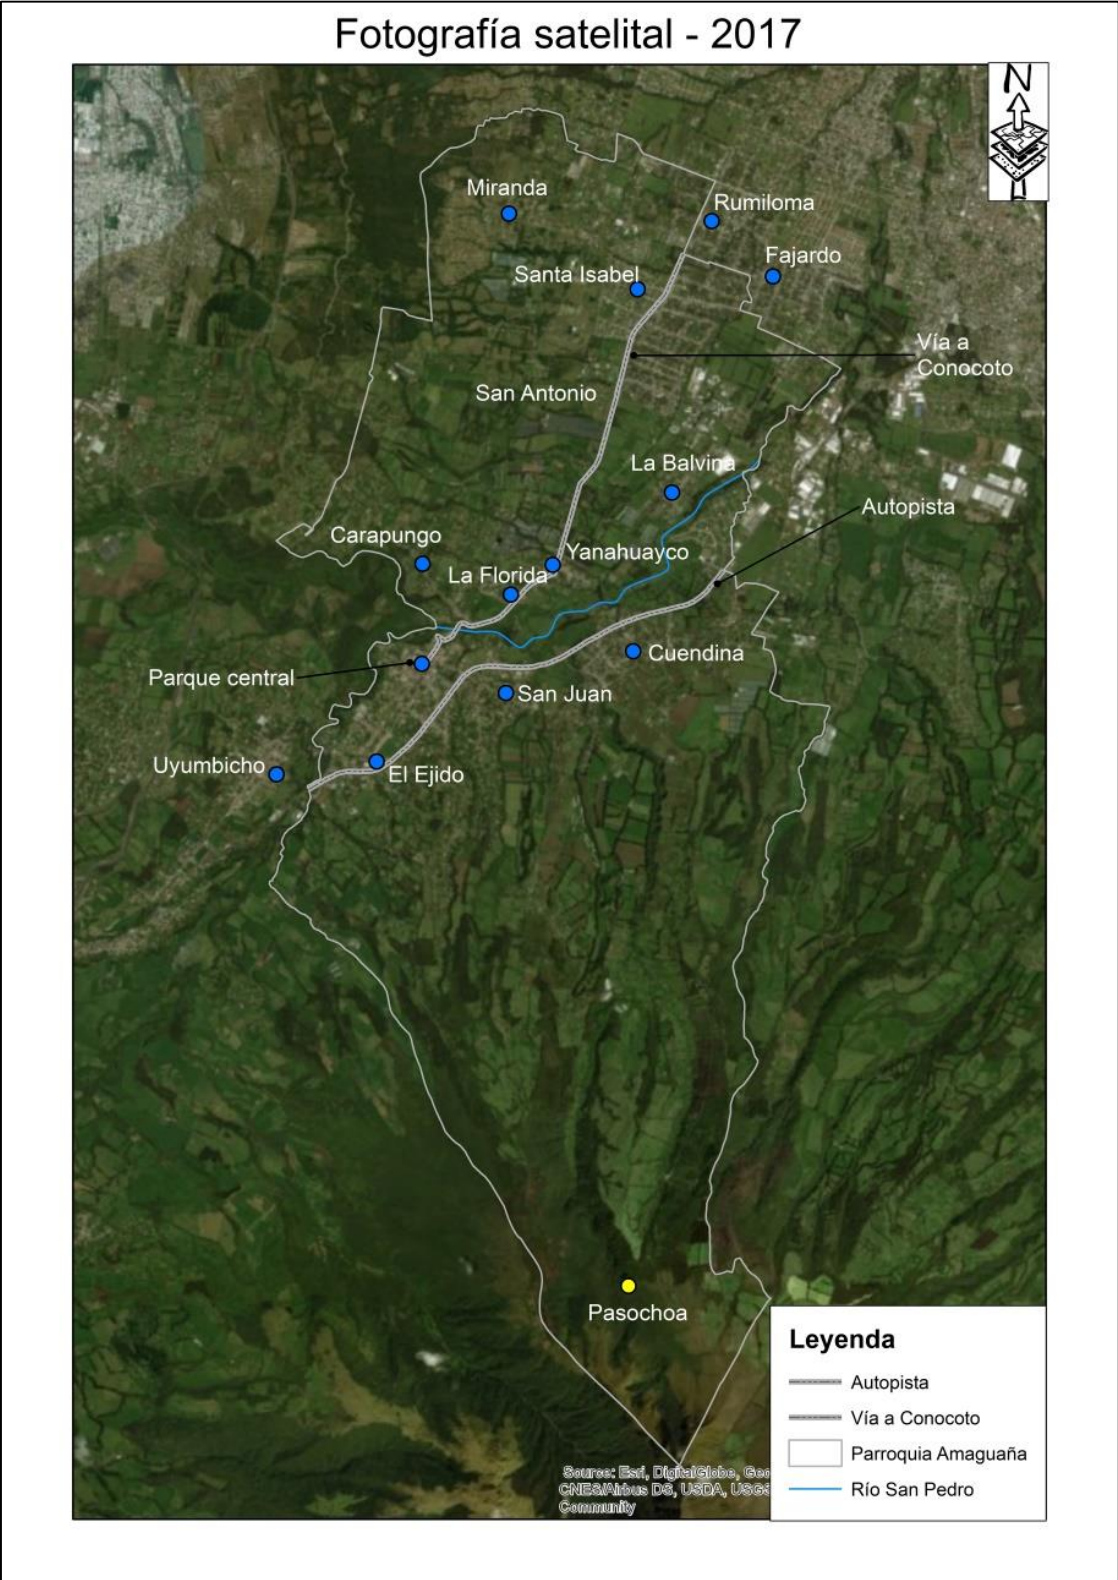 Fotografía satelital - 2017
N
Miranda
Rumiloma
Fajardo
Santa Isabel
Vía a
Conocoto
San Antonio
La Balvina
Autopista
Carapungo
Yanahuayco
La Florida
Cuendina
Parque central
San Juan
Uyumbicho
El Ejido
Pasochoa
Leyenda
Autopista
Vía a Conocoto
Parroquia Amaguaña
Río San Pedro
Source: Esri, DigitalGlobe, Geo
CNES/Airbus DS, USDA, USGS
Community